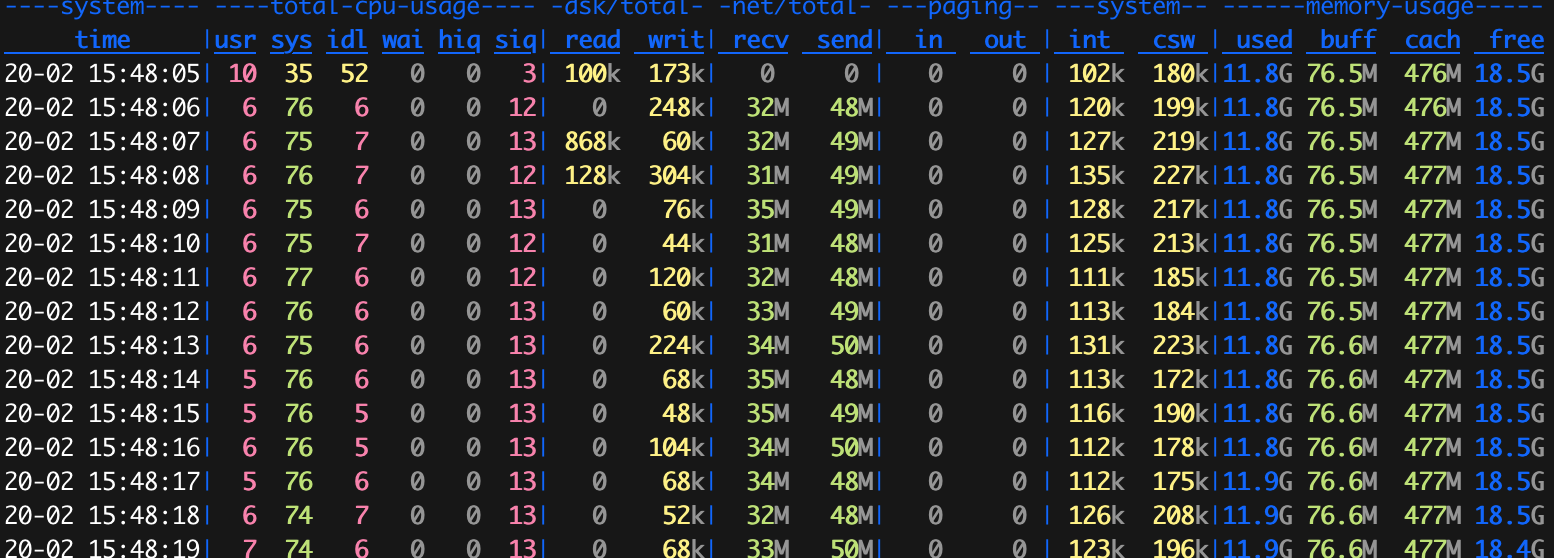 ----system---- ----total-cpu-usage---- -dsk/total- -net/total- ---paging-- ---system-- ------memory-usage-----
time |usr sys idl wai hiq siq| read writ| recv send| in out | int csw | used buff cach free
20-02 15:48:05| 10 35 52 0 0 3| 100k 173k| 0 0 | 0 0 | 102k 180k|11.8G 76.5M 476M 18.5G
20-02 15:48:06| 6 76 6 0 0 12| 0 248k| 32M 48M| 0 0 | 120k 199k|11.8G 76.5M 476M 18.5G
20-02 15:48:07| 6 75 7 0 0 13| 868k 60k| 32M 49M| 0 0 | 127k 219k|11.8G 76.5M 477M 18.5G
20-02 15:48:08| 6 76 7 0 0 12| 128k 304k| 31M 49M| 0 0 | 135k 227k|11.8G 76.5M 477M 18.5G
20-02 15:48:09| 6 75 6 0 0 13| 0 76k| 35M 49M| 0 0 | 128k 217k|11.8G 76.5M 477M 18.5G
20-02 15:48:10| 6 75 7 0 0 12| 0 44k| 31M 48M| 0 0 | 125k 213k|11.8G 76.5M 477M 18.5G
20-02 15:48:11| 6 77 6 0 0 12| 0 120k| 32M 48M| 0 0 | 111k 185k|11.8G 76.5M 477M 18.5G
20-02 15:48:12| 6 76 6 0 0 13| 0 60k| 33M 49M| 0 0 | 113k 184k|11.8G 76.5M 477M 18.5G
20-02 15:48:13| 6 75 6 0 0 13| 0 224k| 34M 50M| 0 0 | 131k 223k|11.8G 76.6M 477M 18.5G
20-02 15:48:14| 5 76 6 0 0 13| 0 68k| 35M 48M| 0 0 | 113k 172k|11.8G 76.6M 477M 18.5G
20-02 15:48:15| 5 76 5 0 0 13| 0 48k| 35M 49M| 0 0 | 116k 190k|11.8G 76.6M 477M 18.5G
20-02 15:48:16| 6 76 5 0 0 13| 0 104k| 34M 50M| 0 0 | 112k 178k|11.8G 76.6M 477M 18.5G
20-02 15:48:17| 5 76 6 0 0 13| 0 68k| 34M 48M| 0 0 | 112k 175k|11.9G 76.6M 477M 18.5G
20-02 15:48:18| 6 74 7 0 0 13| 0 52k| 32M 48M| 0 0 | 126k 208k|11.9G 76.6M 477M 18.5G
20-02 15:48:19| 7 74 6 0 0 13| 0 68k| 33M 50M| 0 0 | 123k 196k|11.9G 76.6M 477M 18.4G